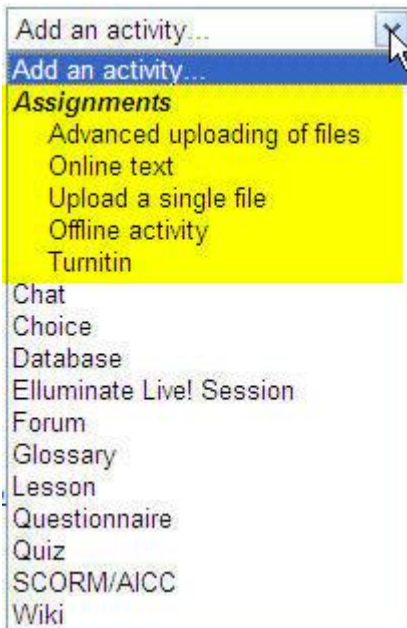 Add an activity...
Add an activity...
Assignments
Advanced uploading of files
Online text
Upload a single file
Offline activity
Turnitin
Chat
Choice
Database
Elluminate Live! Session
Forum
Glossary
Lesson
Questionnaire
Quiz
SCORM/AICC
Wiki